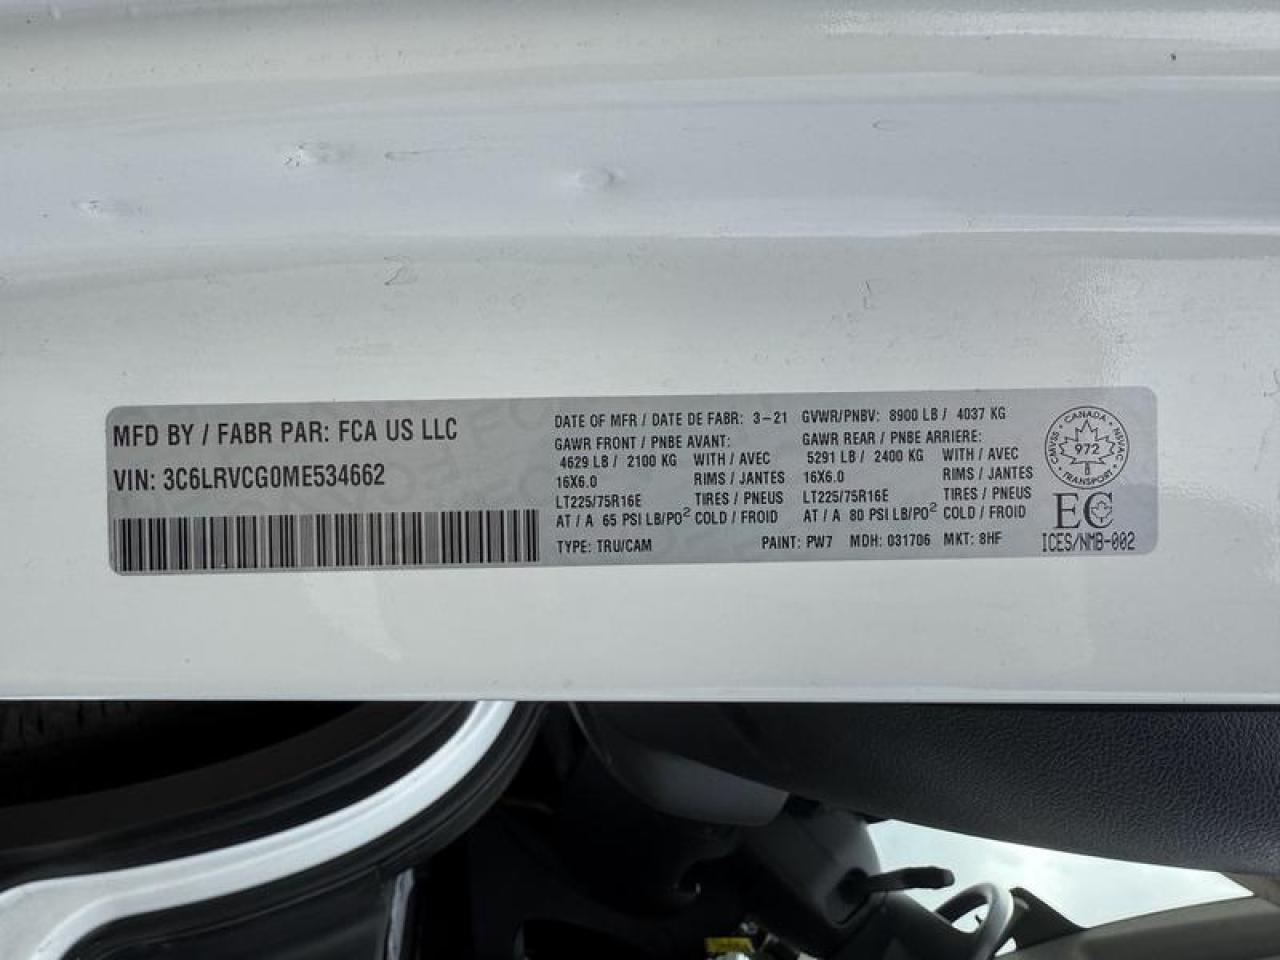 MFD BY / FABR PAR: FCA US LLC
VIN: 3C6LRVCG0ME534662
DATE OF MFR / DATE DE FABR: 3-21 GVWR/PNBV: 8900 LB / 4037 KG
GAWR FRONT / PNBE AVANT:
4629 LB / 2100 KG WITH / AVEC
16X6.0 RIMS / JANTES
LT225/75R16E TIRES / PNEUS
AT / A 65 PSI LB/PO² COLD / FROID
GAWR REAR / PNBE ARRIERE:
5291 LB / 2400 KG WITH / AVEC
16X6.0 RIMS / JANTES
LT225/75R16E TIRES / PNEUS
AT / A 80 PSI LB/PO² COLD / FROID
TYPE: TRU/CAM PAINT: PW7 MDH: 031706 MKT: 8HF
CANADA
CMVSS NSVAC
972
TRANSPORT
EC
ICES/NMB-002